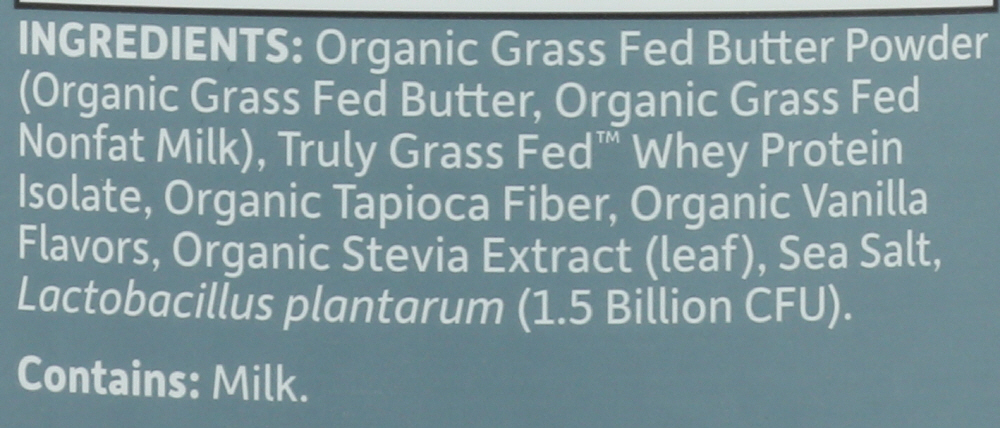 INGREDIENTS: Organic Grass Fed Butter Powder
(Organic Grass Fed Butter, Organic Grass Fed
Nonfat Milk), Truly Grass Fed™ Whey Protein
Isolate, Organic Tapioca Fiber, Organic Vanilla
Flavors, Organic Stevia Extract (leaf), Sea Salt,
Lactobacillus plantarum (1.5 Billion CFU).
Contains: Milk.